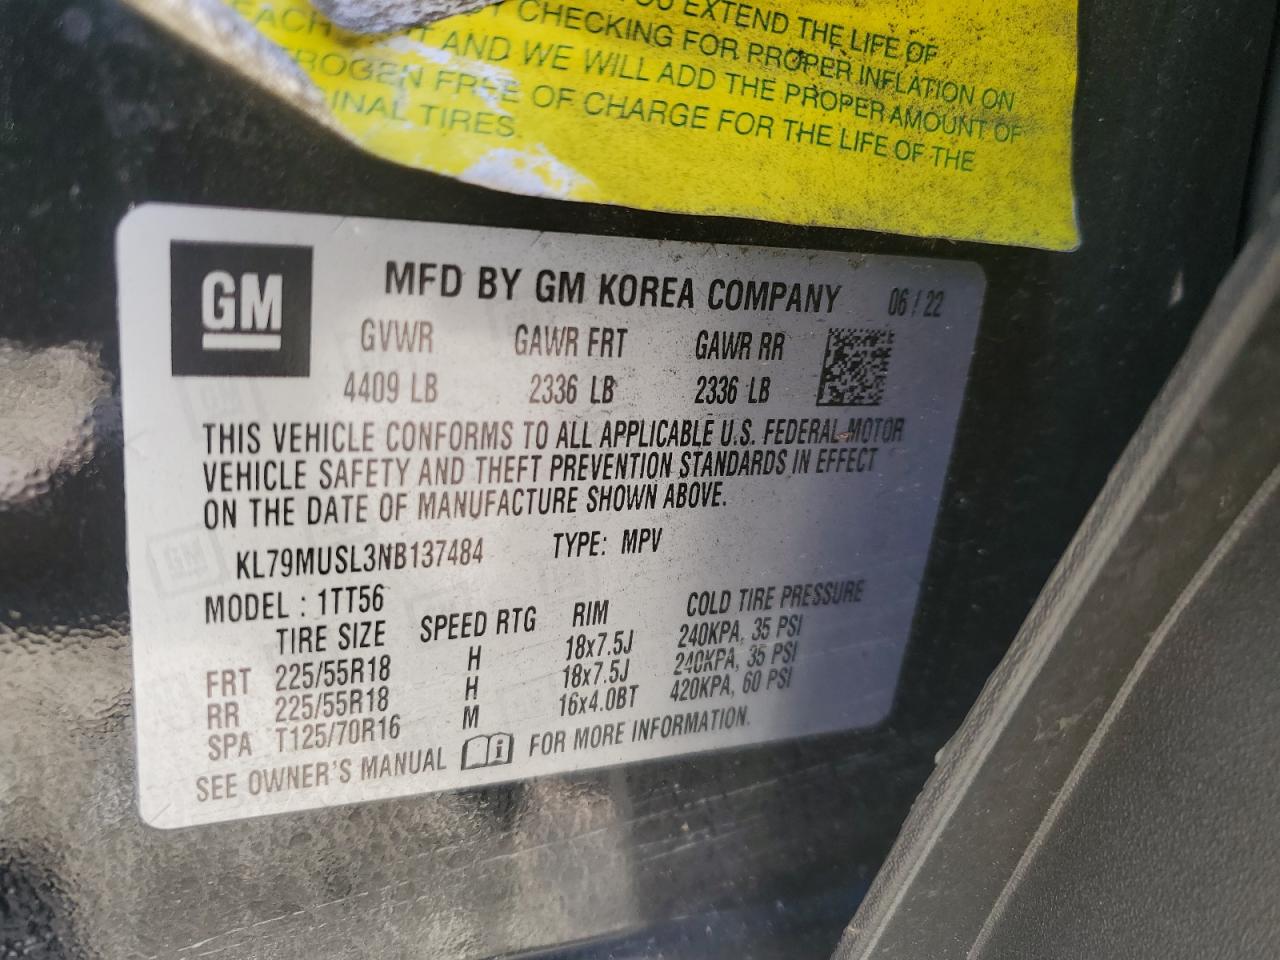 YOU EXTEND THE LIFE OF
CHECKING FOR PROPER INFLATION ON
EACH AND WE WILL ADD THE PROPER AMOUNT OF
FREE OF CHARGE FOR THE LIFE OF THE
TIRES.
GM MFD BY GM KOREA COMPANY 06 / 22
GVWR GAWR FRT GAWR RR
4409 LB 2336 LB 2336 LB
THIS VEHICLE CONFORMS TO ALL APPLICABLE U.S. FEDERAL MOTOR
VEHICLE SAFETY AND THEFT PREVENTION STANDARDS IN EFFECT
ON THE DATE OF MANUFACTURE SHOWN ABOVE.
KL79MUSL3NB137484 TYPE: MPV
MODEL : 1TT56
TIRE SIZE SPEED RTG RIM COLD TIRE PRESSURE
FRT 225/55R18 H 18x7.5J 240KPA, 35 PSI
RR 225/55R18 H 18x7.5J 240KPA, 35 PSI
SPA T125/70R16 M 16x4.0BT 420KPA, 60 PSI
SEE OWNER'S MANUAL FOR MORE INFORMATION.